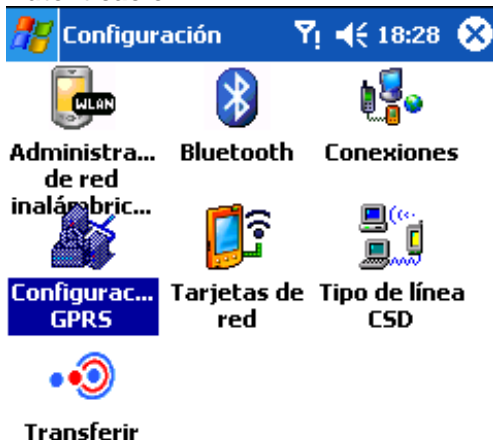 Configuración 18:28
WLAN
Administra... Bluetooth Conexiones
de red
inalámbric...
Configurac... Tarjetas de Tipo de línea
GPRS red CSD
Transferir